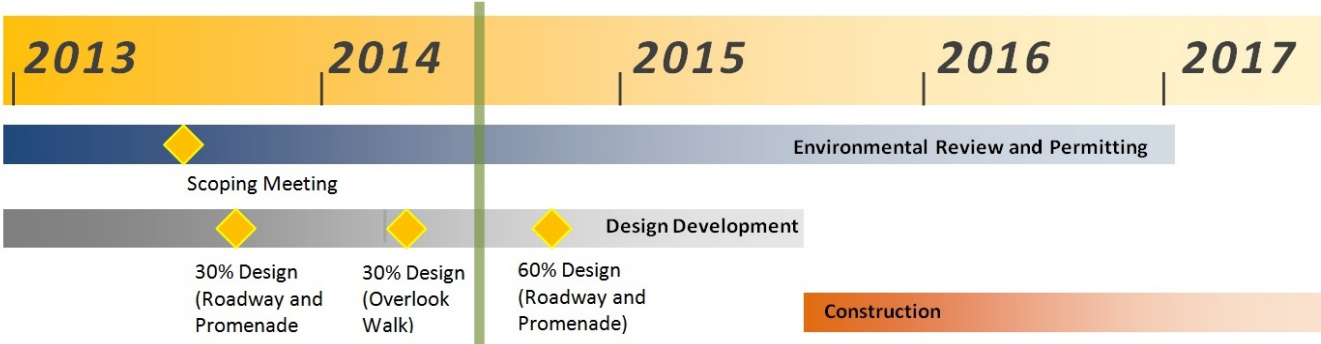 2013 2014 2015 2016 2017
Environmental Review and Permitting
Scoping Meeting
Design Development
30% Design
(Roadway and
Promenade
30% Design
(Overlook
Walk)
60% Design
(Roadway and
Promenade)
Construction